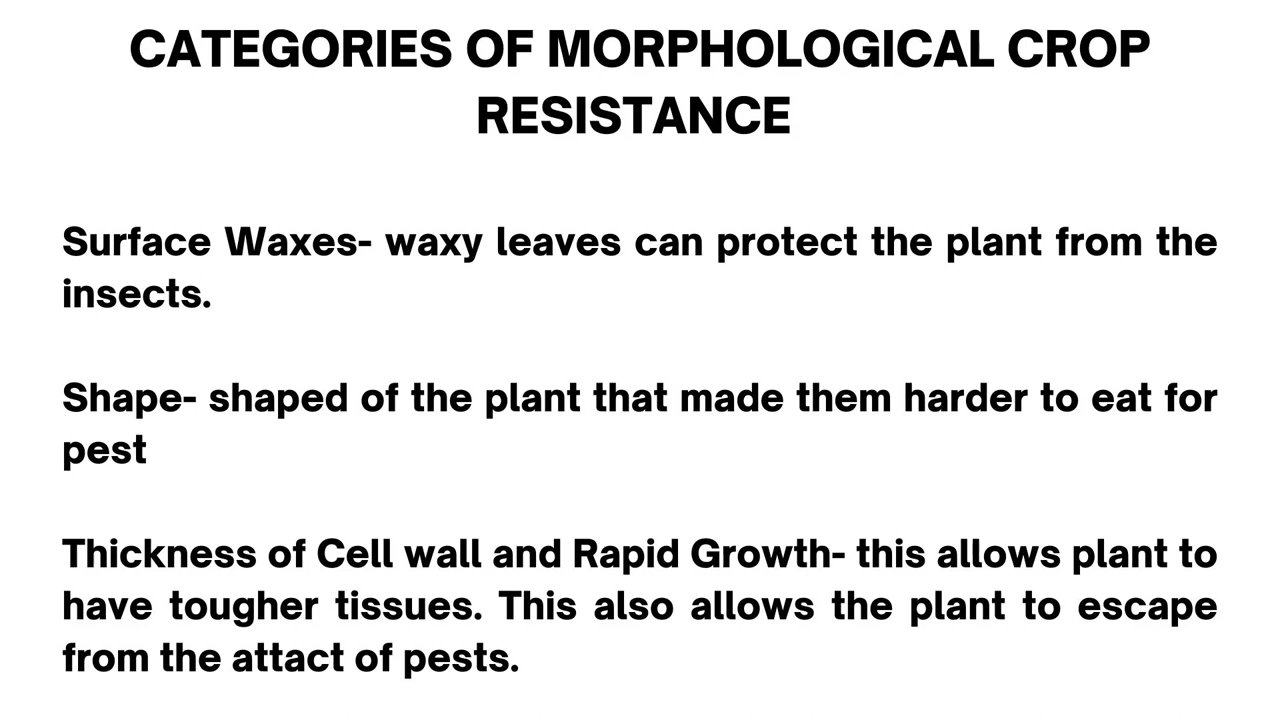 CATEGORIES OF MORPHOLOGICAL CROP
RESISTANCE
Surface Waxes- waxy leaves can protect the plant from the
insects.
Shape- shaped of the plant that made them harder to eat for
pest
Thickness of Cell wall and Rapid Growth- this allows plant to
have tougher tissues. This also allows the plant to escape
from the attact of pests.